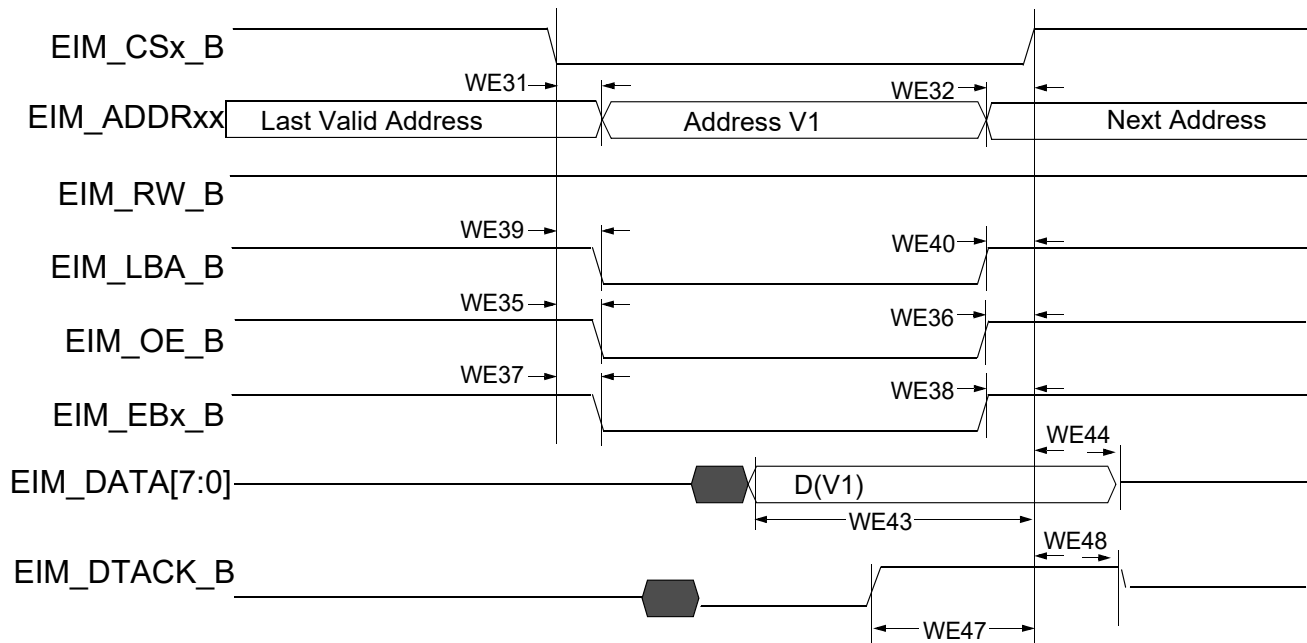 EIM_CSx_B
WE31
WE32
EIM_ADDRxx
Last Valid Address
Address V1
Next Address
EIM_RW_B
WE39
WE40
EIM_LBA_B
WE35
WE36
EIM_OE_B
WE37
WE38
EIM_EBx_B
WE44
EIM_DATA[7:0]
D(V1)
WE43
WE48
EIM_DTACK_B
WE47